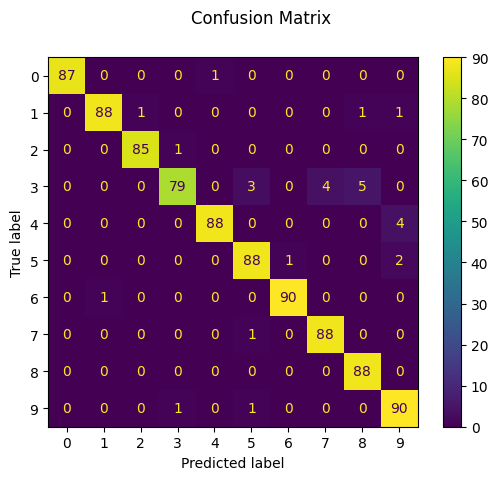 Confusion Matrix
0 87 0 0 0 1 0 0 0 0 0
1 0 88 1 0 0 0 0 0 1 1
2 0 0 85 1 0 0 0 0 0 0
3 0 0 0 79 0 3 0 4 5 0
4 0 0 0 0 88 0 0 0 0 4
5 0 0 0 0 0 88 1 0 0 2
6 0 1 0 0 0 0 90 0 0 0
7 0 0 0 0 0 1 0 88 0 0
8 0 0 0 0 0 0 0 0 88 0
9 0 0 0 1 0 1 0 0 0 90
0 1 2 3 4 5 6 7 8 9
Predicted label
True label
90
80
70
60
50
40
30
20
10
0